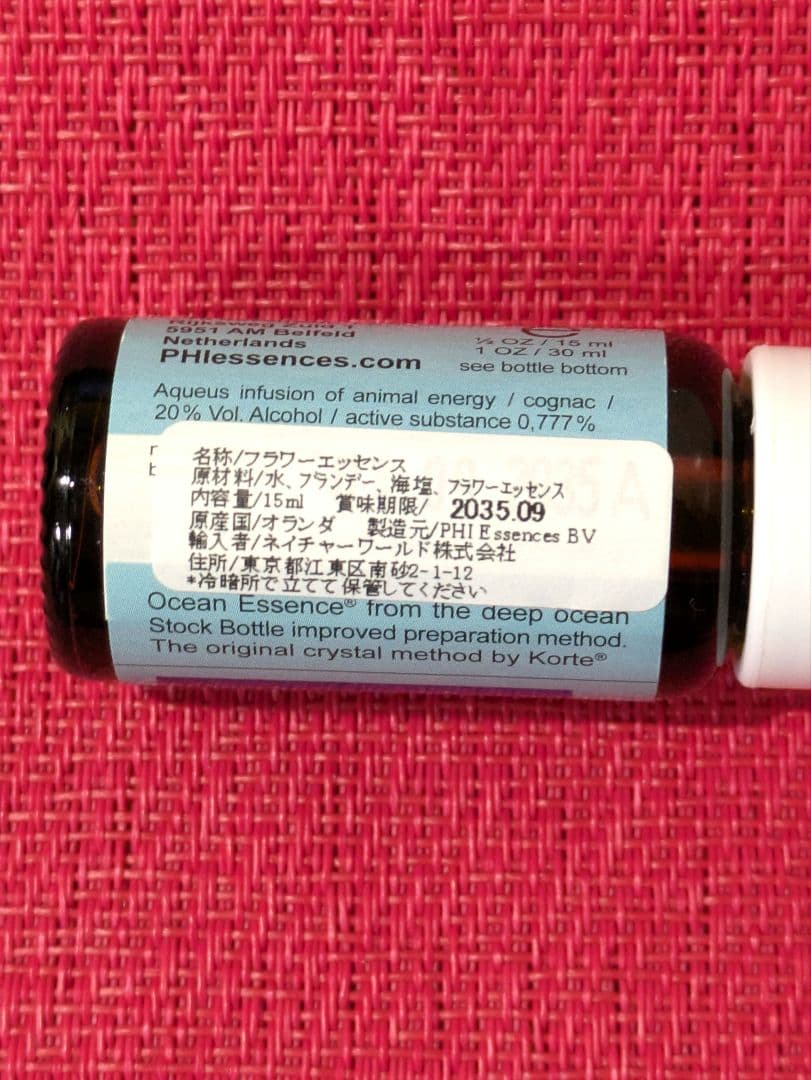 5951 AM Belfeld
Netherlands
PHIessences.com
½ OZ / 15 ml
1 OZ / 30 ml
see bottle bottom
Aqueus infusion of animal energy / cognac /
20% Vol. Alcohol / active substance 0,777%
名称/フラワーエッセンス
原材料/水、ブランデー、海塩、フラワーエッセンス
内容量/15ml 賞味期限/ 2035.09
原産国/オランダ 製造元/PHI Essences BV
輸入者/ネイチャーワールド株式会社
住所/東京都江東区南砂2-1-12
*冷暗所で立てて保管してください
Ocean Essence® from the deep ocean
Stock Bottle improved preparation method.
The original crystal method by Korte®